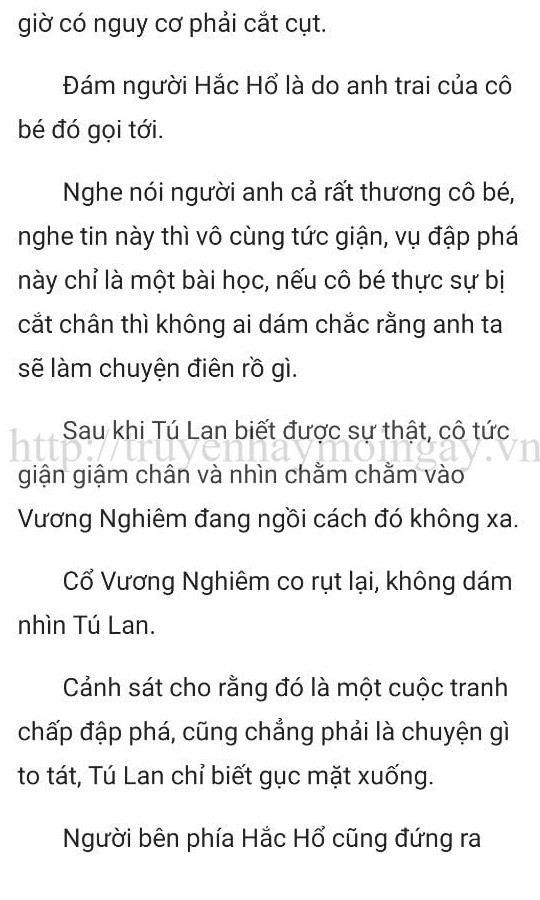 giờ có nguy cơ phải cắt cụt.
Đám người Hắc Hổ là do anh trai của cô
bé đó gọi tới.
Nghe nói người anh cả rất thương cô bé,
nghe tin này thì vô cùng tức giận, vụ đập phá
này chỉ là một bài học, nếu cô bé thực sự bị
cắt chân thì không ai dám chắc rằng anh ta
sẽ làm chuyện điên rồ gì.
Sau khi Tú Lan biết được sự thật, cô tức
http://truyenhaymoingay.vn
giận giậm chân và nhìn chằm chằm vào
Vương Nghiêm đang ngồi cách đó không xa.
Cổ Vương Nghiêm co rụt lại, không dám
nhìn Tú Lan.
Cảnh sát cho rằng đó là một cuộc tranh
chấp đập phá, cũng chẳng phải là chuyện gì
to tát, Tú Lan chỉ biết gục mặt xuống.
Người bên phía Hắc Hổ cũng đứng ra